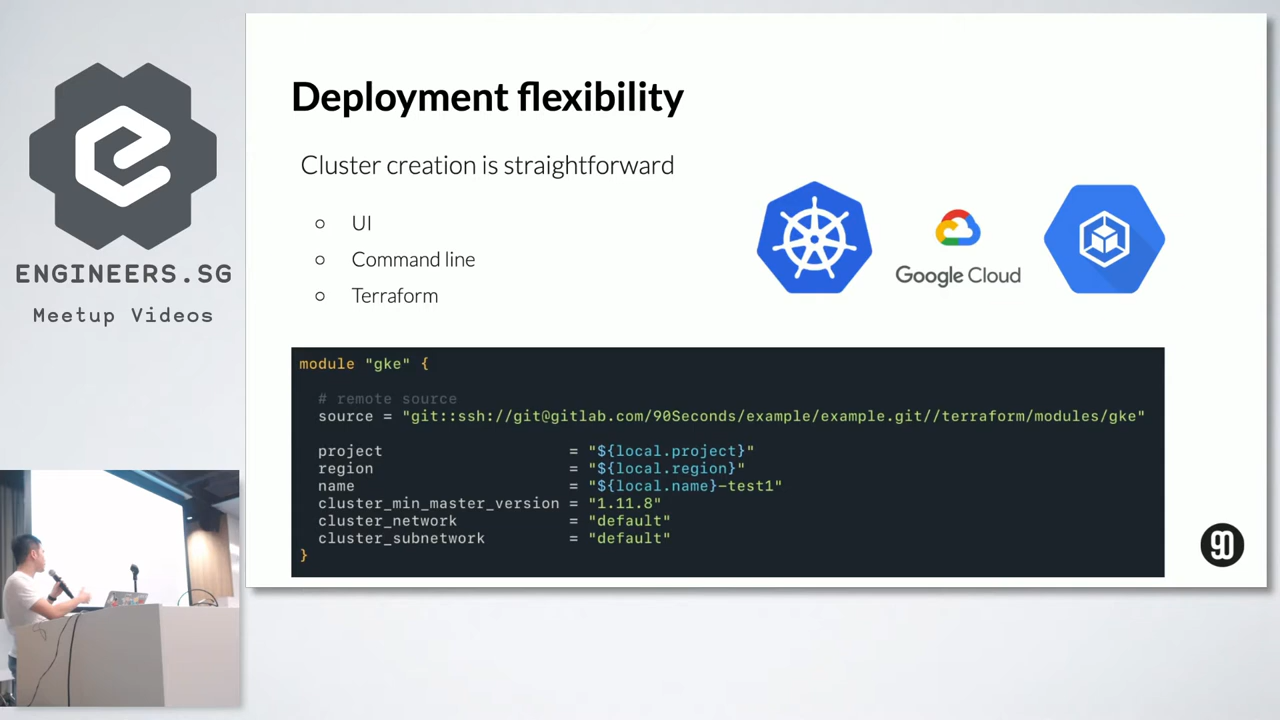 ENGINEERS.SG
Meetup Videos
Deployment flexibility
Cluster creation is straightforward
UI
Command line
Terraform
Google Cloud
module "gke" {
# remote source
source = "git::ssh://git@gitlab.com/90Seconds/example/example.git//terraform/modules/gke"
project = "${local.project}"
region = "${local.region}"
name = "${local.name}-test1"
cluster_min_master_version = "1.11.8"
cluster_network = "default"
cluster_subnetwork = "default"
}
90